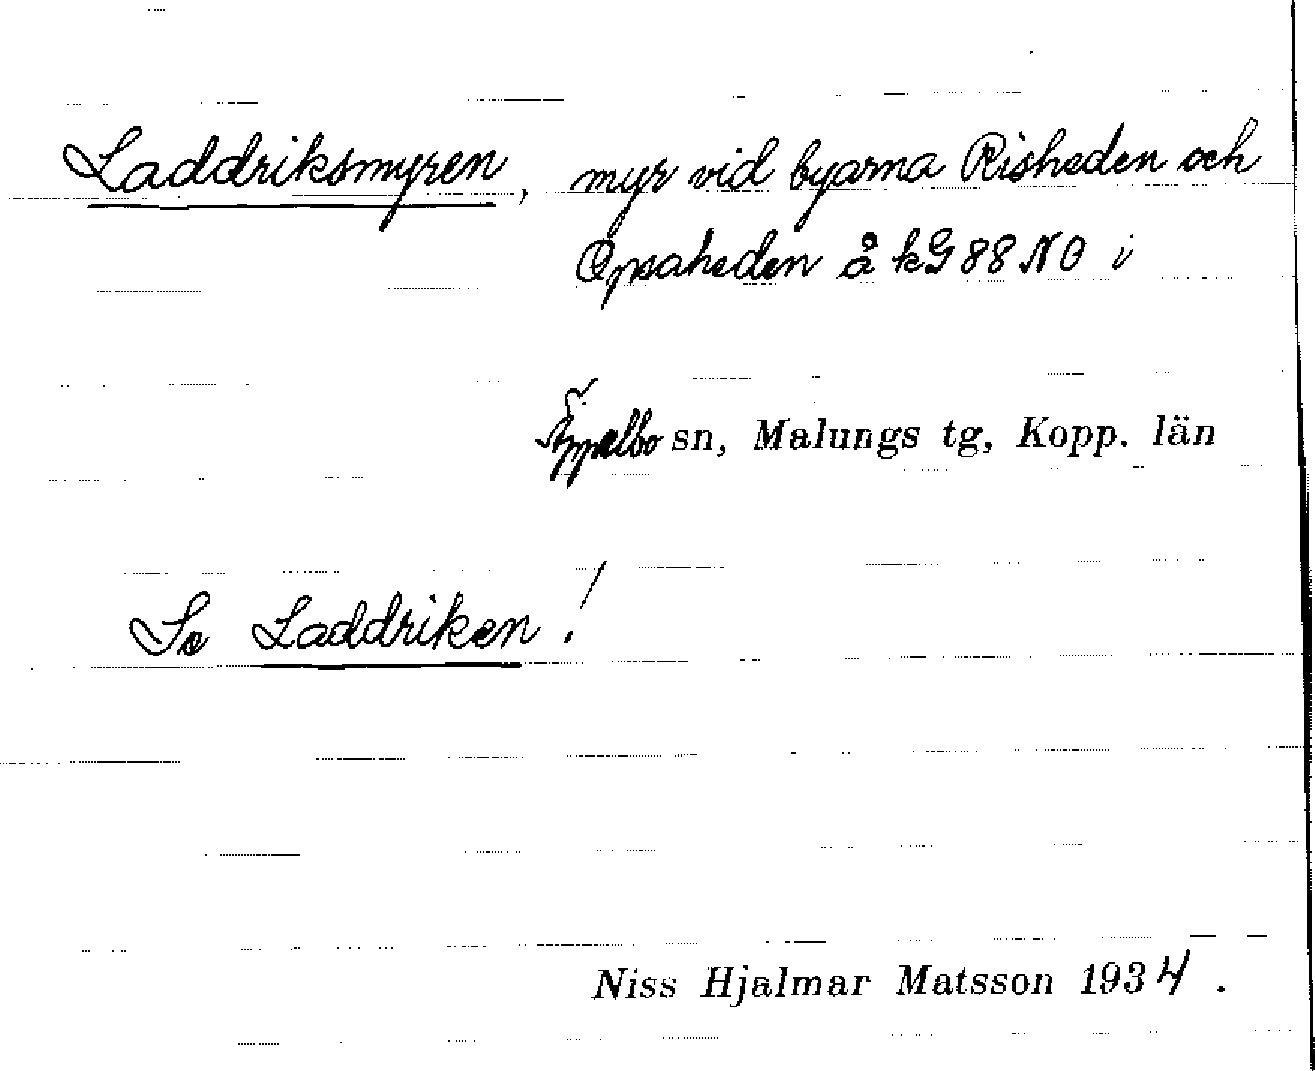 Laddriksmyren, myr vid byarna Risheden och
Opsaheden å kG 88 NO i
Äppelbo sn, Malungs tg, Kopp. län
Se Laddriken!
Niss Hjalmar Matsson 1934.